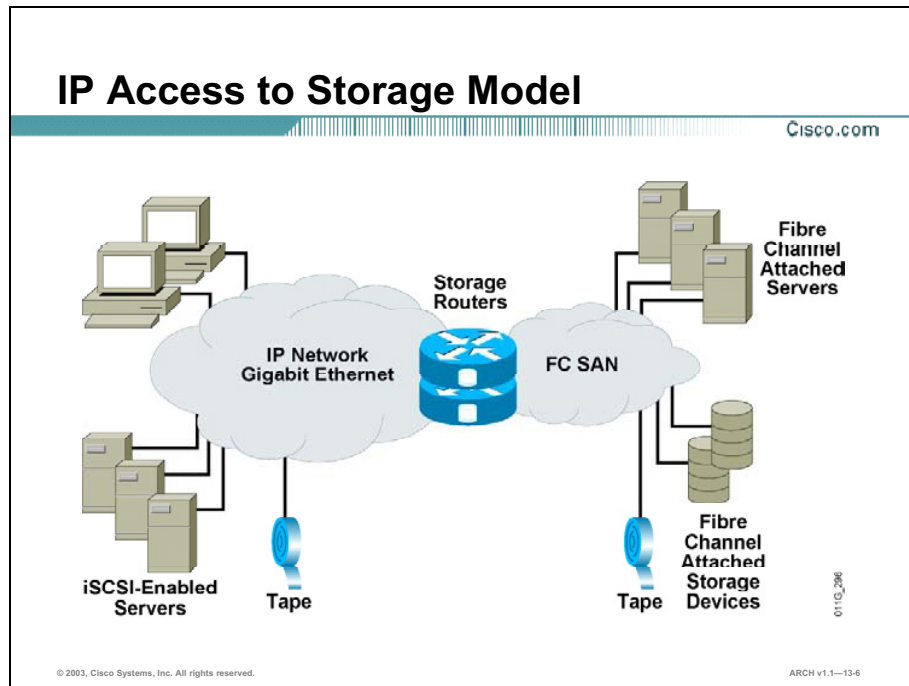 IP Access to Storage Model
Cisco.com
Storage
Routers
Fibre
Channel
Attached
Servers
IP Network
Gigabit Ethernet
FC SAN
iSCSI-Enabled
Servers
Tape
Tape
Fibre
Channel
Attached
Storage
Devices
011G_296
© 2003, Cisco Systems, Inc. All rights reserved.
ARCH v1.1—13-6